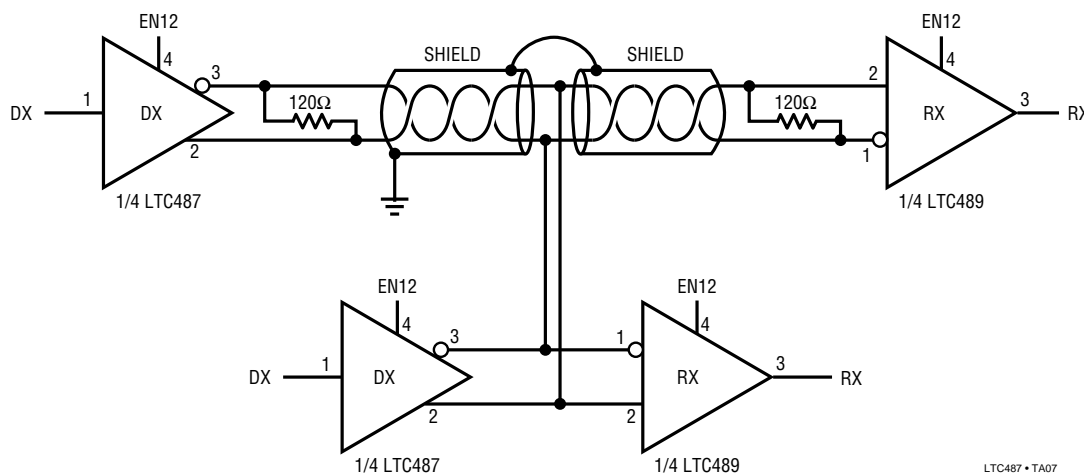 EN12
4
3
DX
1
DX
2
1/4 LTC487
120Ω
SHIELD
SHIELD
120Ω
EN12
4
2
RX
1
3
RX
1/4 LTC489
EN12
4
3
DX
1
DX
2
1/4 LTC487
EN12
4
1
RX
2
3
RX
1/4 LTC489
LTC487 • TA07